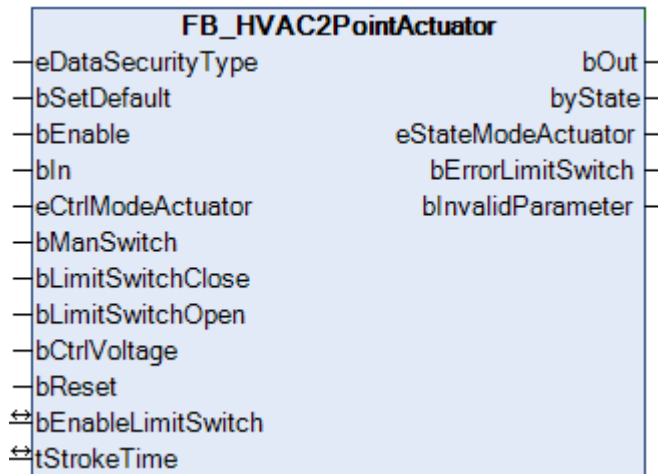 FB_HVAC2PointActuator
eDataSecurityType bOut
bSetDefault byState
bEnable eStateModeActuator
bIn bErrorLimitSwitch
eCtrlModeActuator bInvalidParameter
bManSwitch
bLimitSwitchClose
bLimitSwitchOpen
bCtrlVoltage
bReset
bEnableLimitSwitch
tStrokeTime